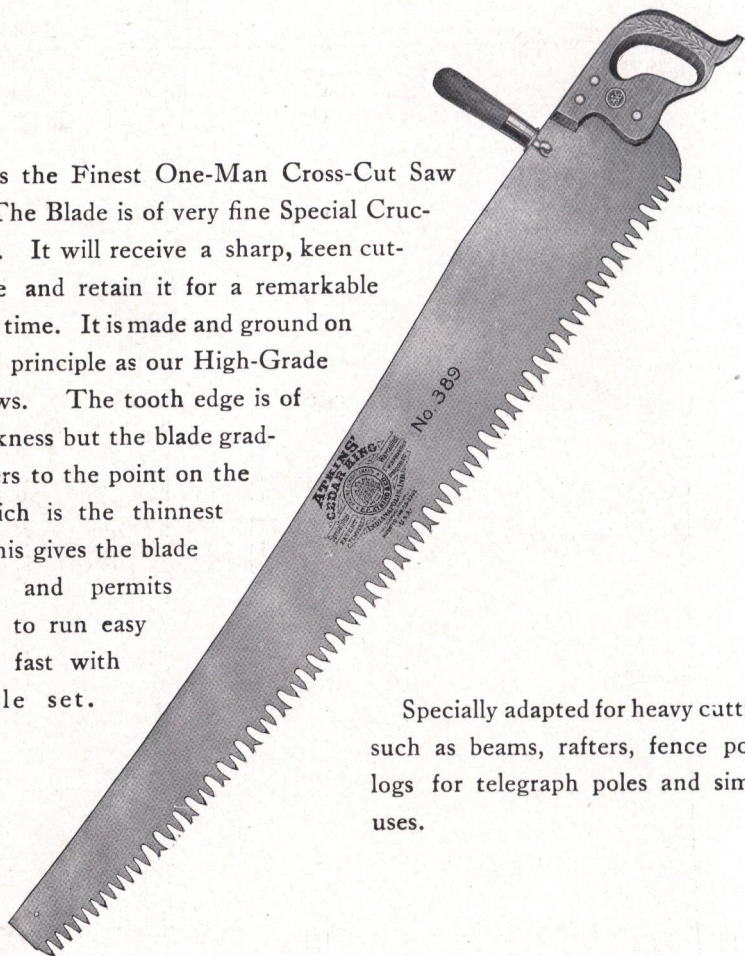 s the Finest One-Man Cross-Cut Saw
The Blade is of very fine Special Cruc-
. It will receive a sharp, keen cut-
e and retain it for a remarkable
time. It is made and ground on
principle as our High-Grade
ws. The tooth edge is of
kness but the blade grad-
ers to the point on the
ich is the thinnest
his gives the blade
and permits
to run easy
fast with
le set.
No. 389
ATKINS'
CEDAR KING
Specially adapted for heavy cutt
such as beams, rafters, fence po
logs for telegraph poles and sim
uses.